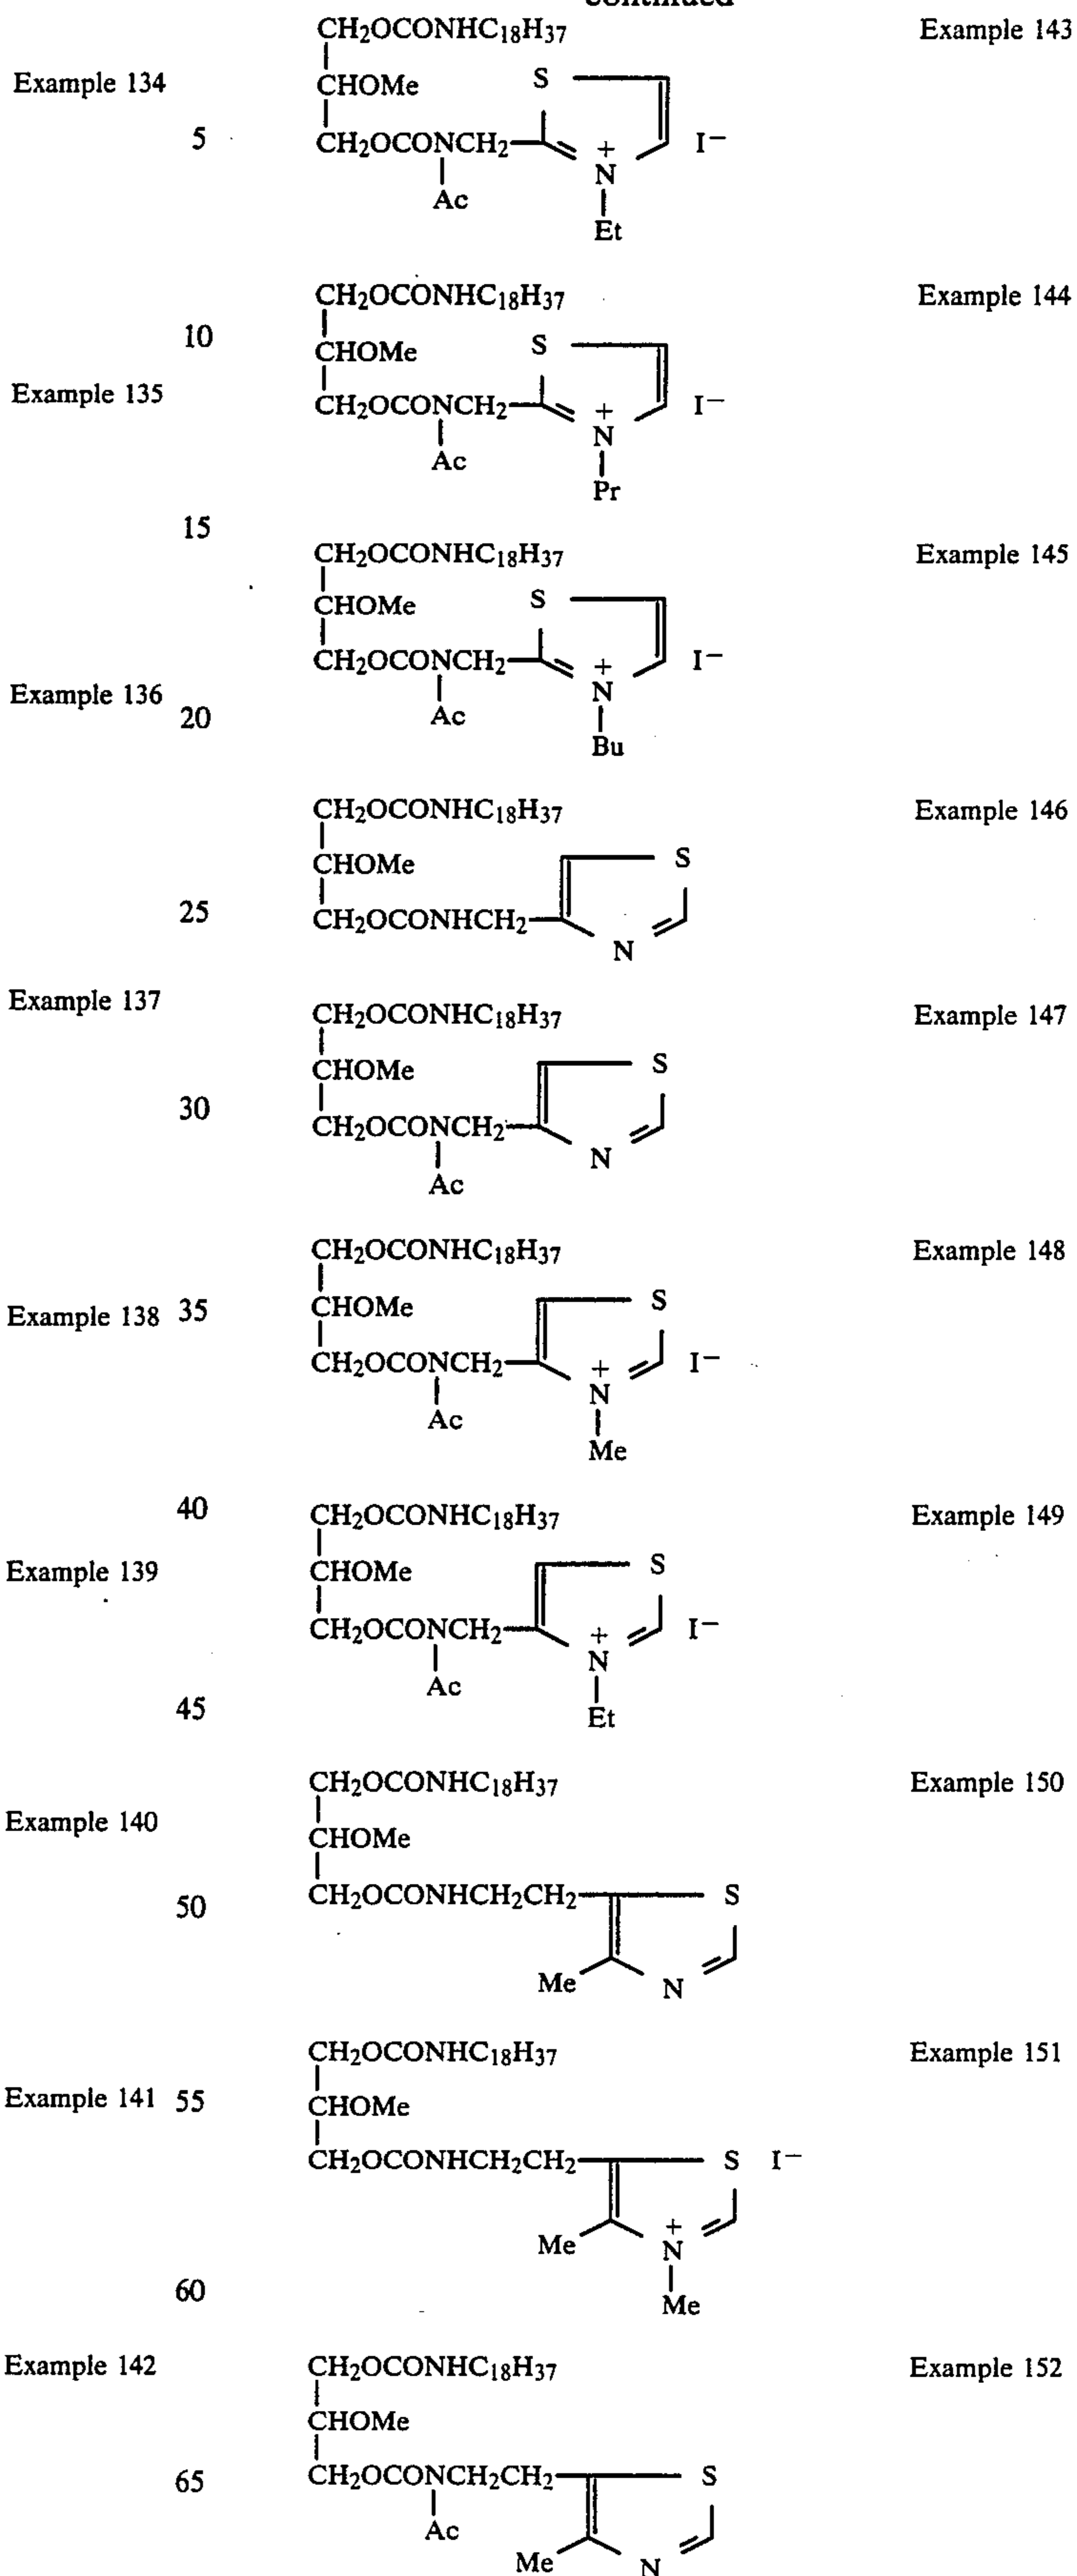 continued
CH2OCONHC18H37 Example 143
Example 134 CHOMe S
5 CH2OCONCH2 + N I−
Ac
Et
CH2OCONHC18H37 Example 144
10 CHOMe S
Example 135 CH2OCONCH2 + N I−
Ac
Pr
15
CH2OCONHC18H37 Example 145
CHOMe S
CH2OCONCH2 + N I−
Example 136 20 Ac
Bu
CH2OCONHC18H37 Example 146
CHOMe S
25 CH2OCONHCH2 N
Example 137 CH2OCONHC18H37 Example 147
CHOMe S
30 CH2OCONCH2 N
Ac
CH2OCONHC18H37 Example 148
Example 138 35 CHOMe S
CH2OCONCH2 + N I−
Ac
Me
40 CH2OCONHC18H37 Example 149
Example 139 CHOMe S
CH2OCONCH2 + N I−
Ac
45 Et
CH2OCONHC18H37 Example 150
Example 140 CHOMe
50 CH2OCONHCH2CH2 S
Me N
CH2OCONHC18H37 Example 151
Example 141 55 CHOMe
CH2OCONHCH2CH2 S I−
Me + N
60 Me
Example 142 CH2OCONHC18H37 Example 152
CHOMe
65 CH2OCONCH2CH2 S
Ac
Me N